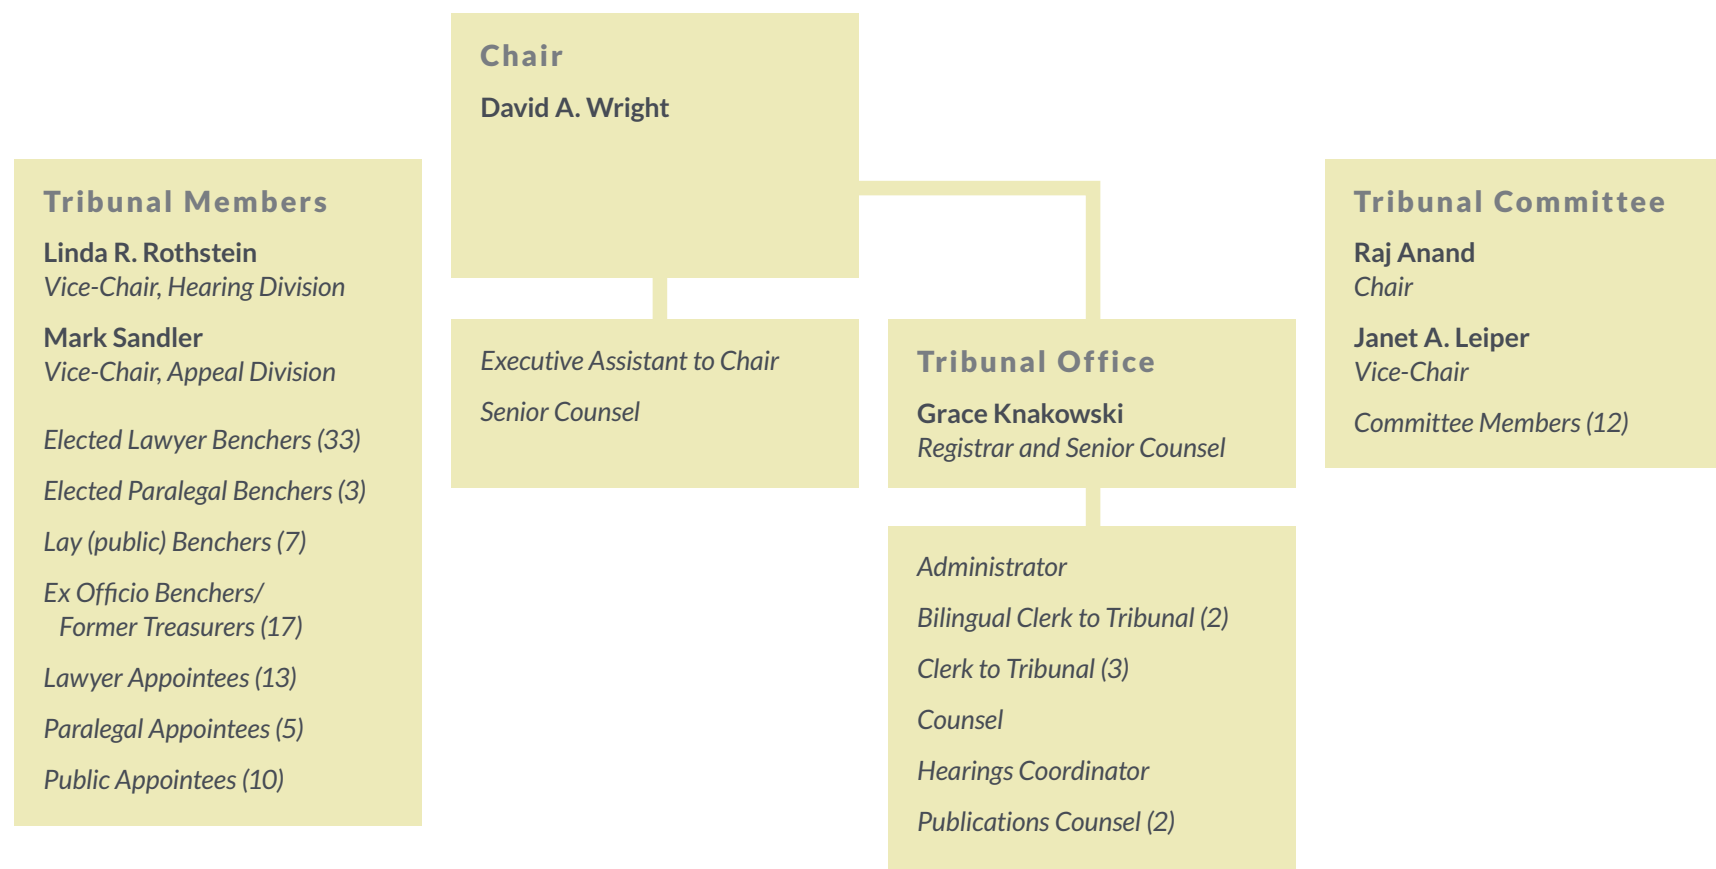 Chair
David A. Wright
Tribunal Members
Linda R. Rothstein
Vice-Chair, Hearing Division
Mark Sandler
Vice-Chair, Appeal Division
Elected Lawyer Benchers (33)
Elected Paralegal Benchers (3)
Lay (public) Benchers (7)
Ex Officio Benchers/
Former Treasurers (17)
Lawyer Appointees (13)
Paralegal Appointees (5)
Public Appointees (10)
Executive Assistant to Chair
Senior Counsel
Tribunal Office
Grace Knakowski
Registrar and Senior Counsel
Administrator
Bilingual Clerk to Tribunal (2)
Clerk to Tribunal (3)
Counsel
Hearings Coordinator
Publications Counsel (2)
Tribunal Committee
Raj Anand
Chair
Janet A. Leiper
Vice-Chair
Committee Members (12)